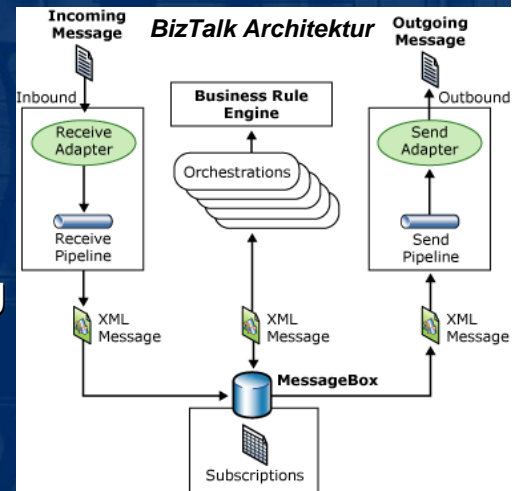 Incoming
Message
BizTalk Architektur
Outgoing
Message
Inbound
Outbound
Receive
Adapter
Receive
Pipeline
Business Rule
Engine
Orchestrations
Send
Adapter
Send
Pipeline
XML
Message
XML
Message
XML
Message
MessageBox
Subscriptions